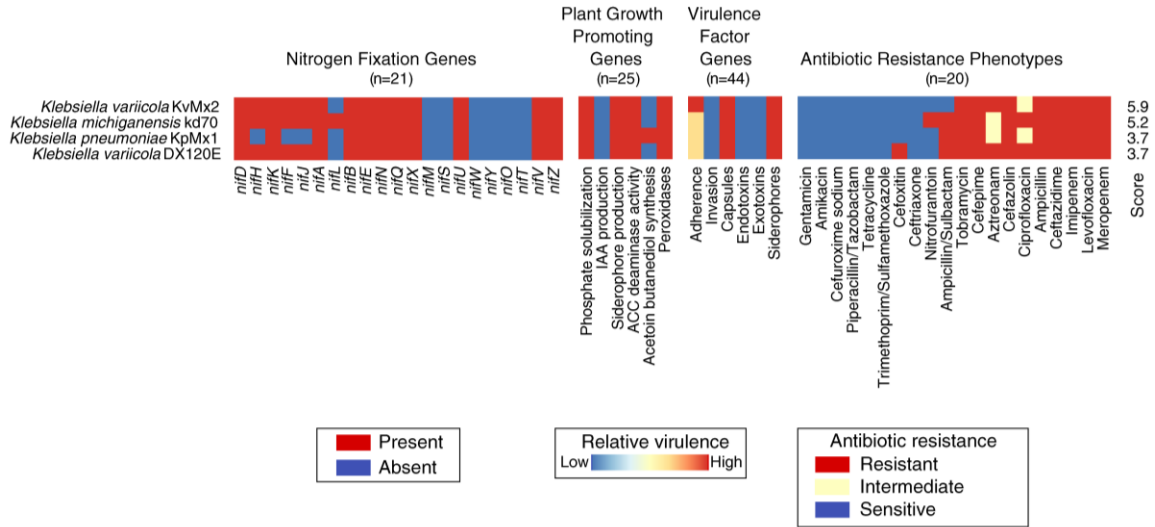 Nitrogen Fixation Genes
(n=21)
Plant Growth
Promoting
Genes
(n=25)
Virulence
Factor
Genes
(n=44)
Antibiotic Resistance Phenotypes
(n=20)
Klebsiella variicola KvMx2
Klebsiella michiganensis kd70
Klebsiella pneumoniae KpMx1
Klebsiella variicola DX120E
5.9
5.2
3.7
3.7
Score
nifD
nifH
nifK
nifF
nifJ
nifA
nifL
nifB
nifE
nifN
nifQ
nifX
nifM
nifS
nifU
nifW
nifY
nifO
nifT
nifV
nifZ
Phosphate solubilization
IAA production
Siderophore production
ACC deaminase activity
Acetoin butanediol synthesis
Peroxidases
Adherence
Invasion
Capsules
Endotoxins
Exotoxins
Siderophores
Gentamicin
Amikacin
Cefuroxime sodium
Piperacillin/Tazobactam
Tetracycline
Trimethoprim/Sulfamethoxazole
Cefoxitin
Ceftriaxone
Nitrofurantoin
Ampicillin/Sulbactam
Tobramycin
Cefepime
Aztreonam
Cefazolin
Ciprofloxacin
Ampicillin
Ceftazidime
Imipenem
Levofloxacin
Meropenem
Present
Absent
Relative virulence
Low High
Antibiotic resistance
Resistant
Intermediate
Sensitive